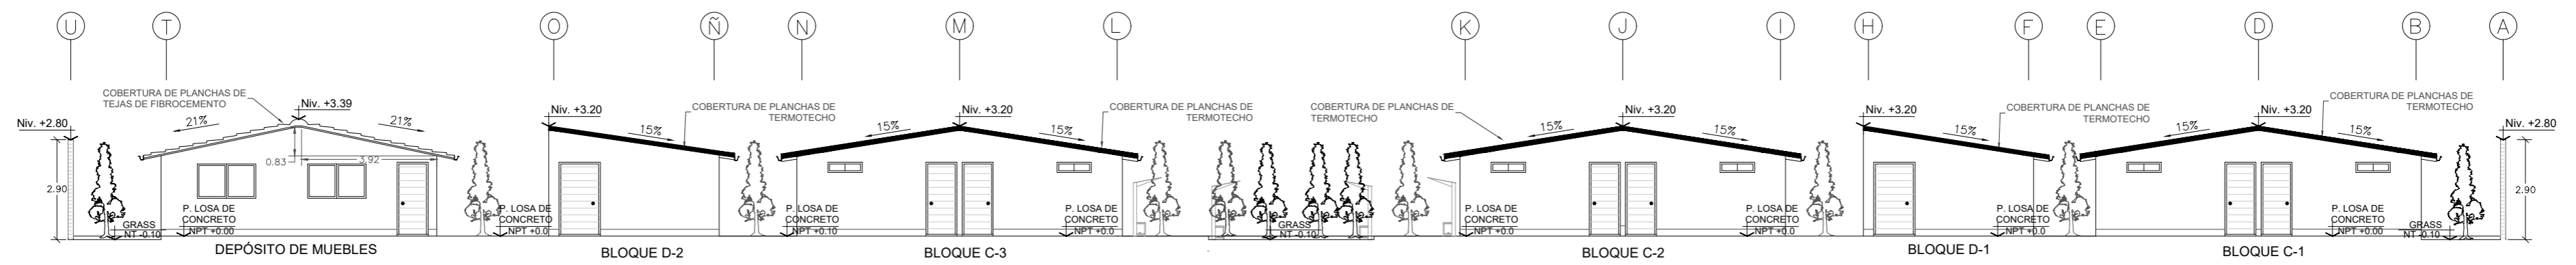 U T O Ñ N M L K J I H F E D B A
COBERTURA DE PLANCHAS DE
TEJAS DE FIBROCEMENTO
Niv. +3.39
21%
21%
Niv. +2.80
0.83
3.92
2.90
P. LOSA DE
CONCRETO
NPT +0.00
GRASS
NT -0.10
DEPÓSITO DE MUEBLES
Niv. +3.20
COBERTURA DE PLANCHAS DE
TERMOTECHO
15%
P. LOSA DE
CONCRETO
NPT +0.0
BLOQUE D-2
Niv. +3.20
15%
15%
COBERTURA DE PLANCHAS DE
TERMOTECHO
P. LOSA DE
CONCRETO
NPT +0.10
P. LOSA DE
CONCRETO
NPT +0.0
BLOQUE C-3
GRASS
NT -0.10
COBERTURA DE PLANCHAS DE
TERMOTECHO
Niv. +3.20
15%
15%
P. LOSA DE
CONCRETO
NPT +0.0
P. LOSA DE
CONCRETO
NPT +0.0
BLOQUE C-2
Niv. +3.20
COBERTURA DE PLANCHAS DE
TERMOTECHO
15%
P. LOSA DE
CONCRETO
NPT +0.0
BLOQUE D-1
Niv. +3.20
COBERTURA DE PLANCHAS DE
TERMOTECHO
15%
15%
P. LOSA DE
CONCRETO
NPT +0.00
GRASS
NT -0.10
BLOQUE C-1
Niv. +2.80
2.90